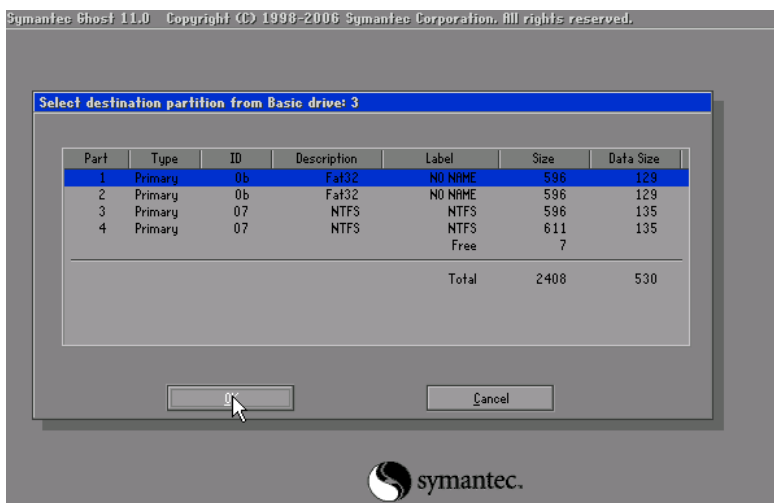 Symantec Ghost 11.0 Copyright (C) 1998-2006 Symantec Corporation. All rights reserved.
Select destination partition from Basic drive: 3
Part Type ID Description Label Size Data Size
1 Primary 0b Fat32 NO NAME 596 129
2 Primary 0b Fat32 NO NAME 596 129
3 Primary 07 NTFS NTFS 596 135
4 Primary 07 NTFS NTFS 611 135
Free 7
Total 2408 530
OK Cancel
symantec.